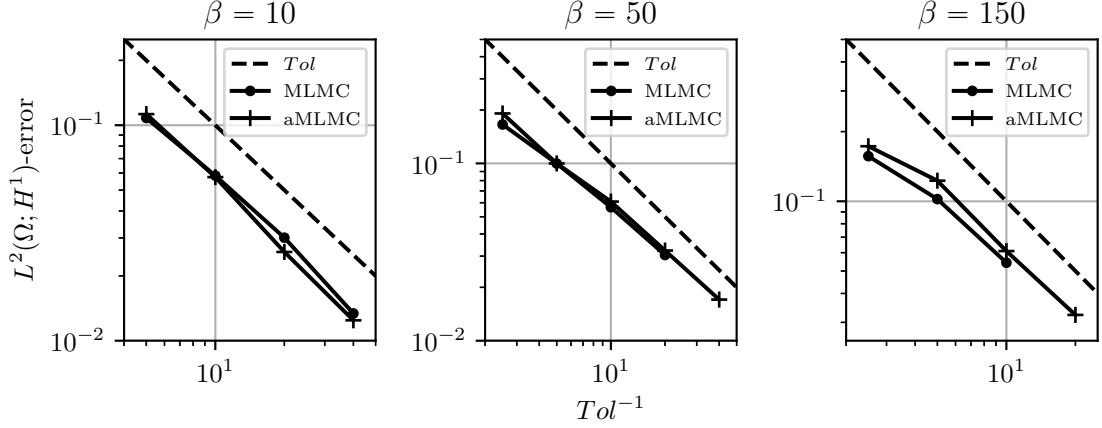 β = 10
β = 50
β = 150
L²(Ω; H¹)-error
10⁻¹
10⁻²
10¹
Tol
MLMC
aMLMC
10⁻¹
10⁻²
10¹
Tol
MLMC
aMLMC
10⁻¹
10¹
Tol
MLMC
aMLMC
Tol⁻¹